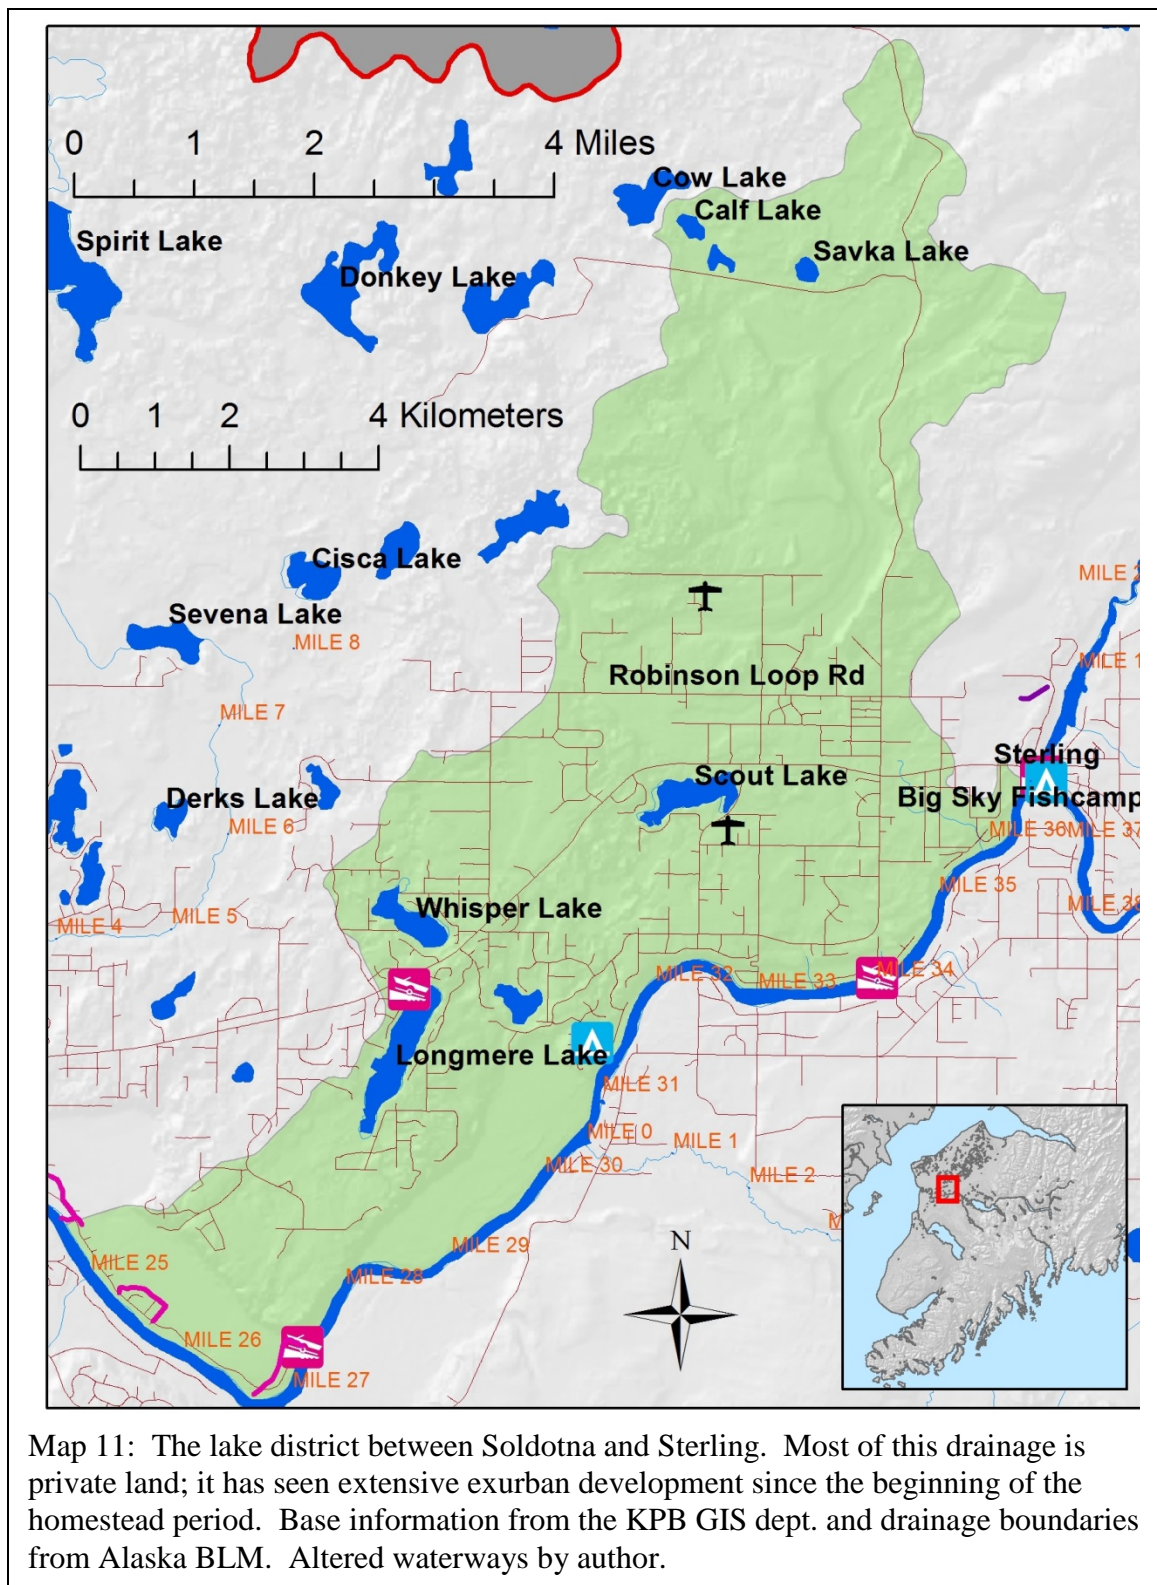 0 1 2 4 Miles
Cow Lake
Calf Lake
Spirit Lake
Savka Lake
Donkey Lake
0 1 2 4 Kilometers
Cisca Lake
MILE 2
Sevena Lake
MILE 8
MILE 1
Robinson Loop Rd
MILE 7
Sterling
Scout Lake
Derks Lake
Big Sky Fishcamp
MILE 6
MILE 36
MILE 37
MILE 35
Whisper Lake
MILE 38
MILE 5
MILE 4
MILE 34
MILE 32
MILE 33
Longmere Lake
MILE 31
MILE 0
MILE 1
MILE 30
MILE 2
N
MILE 29
MILE 25
MILE 28
MILE 26
MILE 27
Map 11: The lake district between Soldotna and Sterling. Most of this drainage is
private land; it has seen extensive exurban development since the beginning of the
homestead period. Base information from the KPB GIS dept. and drainage boundaries
from Alaska BLM. Altered waterways by author.